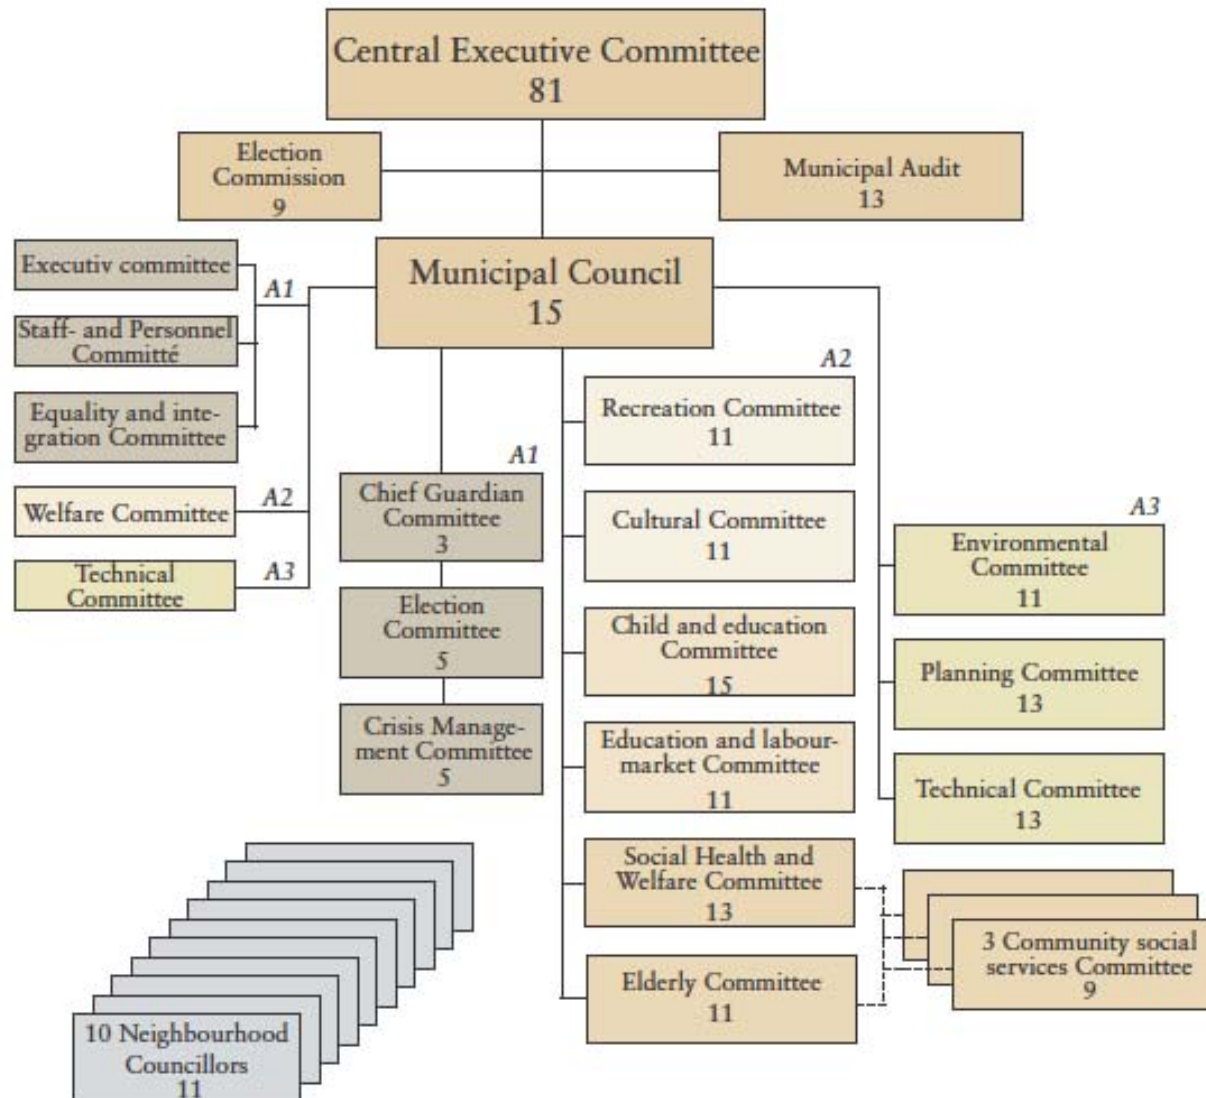 Central Executive Committee
81
Election
Commission
9
Municipal Audit
13
Municipal Council
15
Executiv committee
A1
Staff- and Personnel
Committé
Equality and inte-
gration Committee
Welfare Committee
A2
Technical
Committee
A3
A1
Chief Guardian
Committee
3
Election
Committee
5
Crisis Manage-
ment Committee
5
A2
Recreation Committee
11
Cultural Committee
11
Child and education
Committee
15
Education and labour-
market Committee
11
Social Health and
Welfare Committee
13
Elderly Committee
11
A3
Environmental
Committee
11
Planning Committee
13
Technical Committee
13
3 Community social
services Committee
9
10 Neighbourhood
Councillors
11